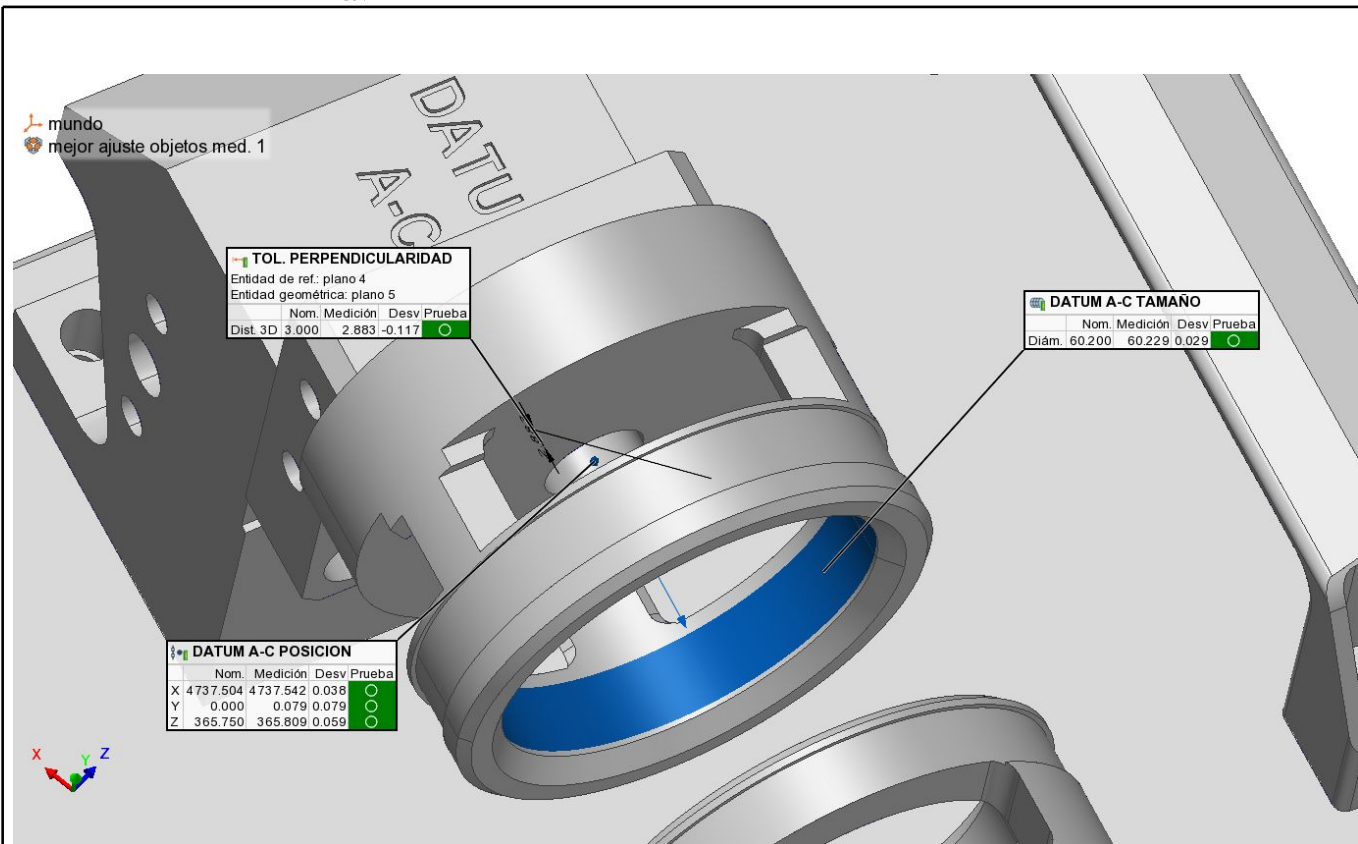 mundo
mejor ajuste objetos med. 1
DATU
A-C
TOL. PERPENDICULARIDAD
Entidad de ref.: plano 4
Entidad geométrica: plano 5
Nom. Medición Desv Prueba
Dist. 3D 3.000 2.883 -0.117
DATUM A-C TAMAÑO
Nom. Medición Desv Prueba
Diám. 60.200 60.229 0.029
DATUM A-C POSICION
Nom. Medición Desv Prueba
X 4737.504 4737.542 0.038
Y 0.000 0.079 0.079
Z 365.750 365.809 0.059
X Y Z